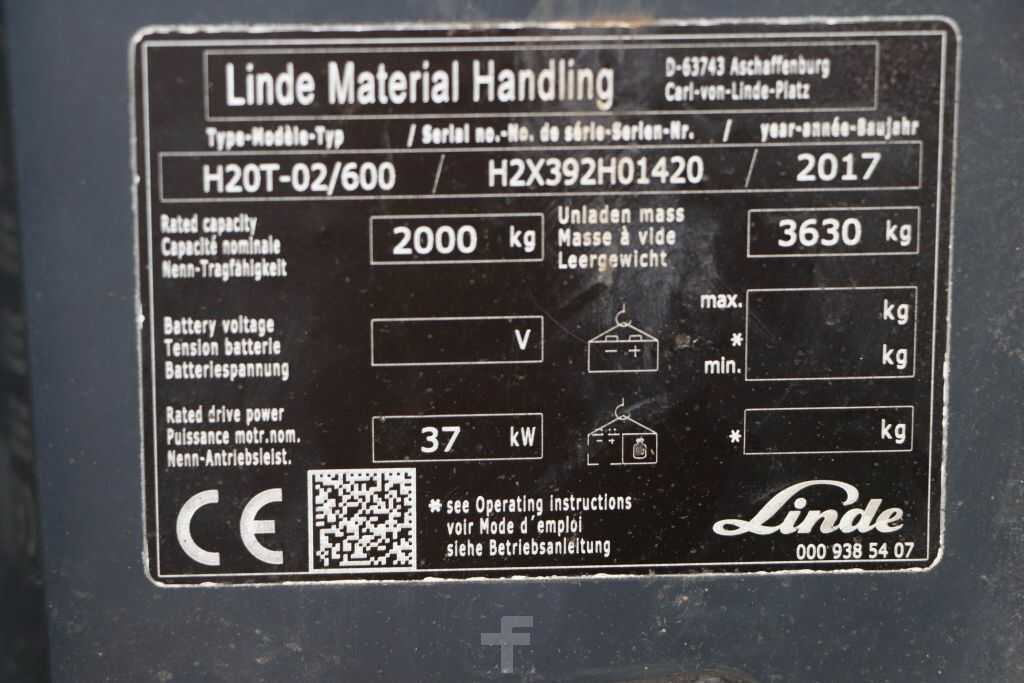 Linde Material Handling
D-63743 Aschaffenburg
Carl-von-Linde-Platz
Type-Modèle-Typ / Serial no.-No. de série-Serien-Nr. / year-année-Baujahr
H20T-02/600 / H2X392H01420 / 2017
Rated capacity
Capacité nominale
Nenn-Tragfähigkeit
2000 kg
Unladen mass
Masse à vide
Leergewicht
3630 kg
Battery voltage
Tension batterie
Batteriespannung
V
- +
max. kg
*
min. kg
Rated drive power
Puissance motr.nom.
Nenn-Antriebsleist.
37 kW
* kg
CE
* see Operating instructions
voir Mode d´emploi
siehe Betriebsanleitung
Linde
000 938 54 07